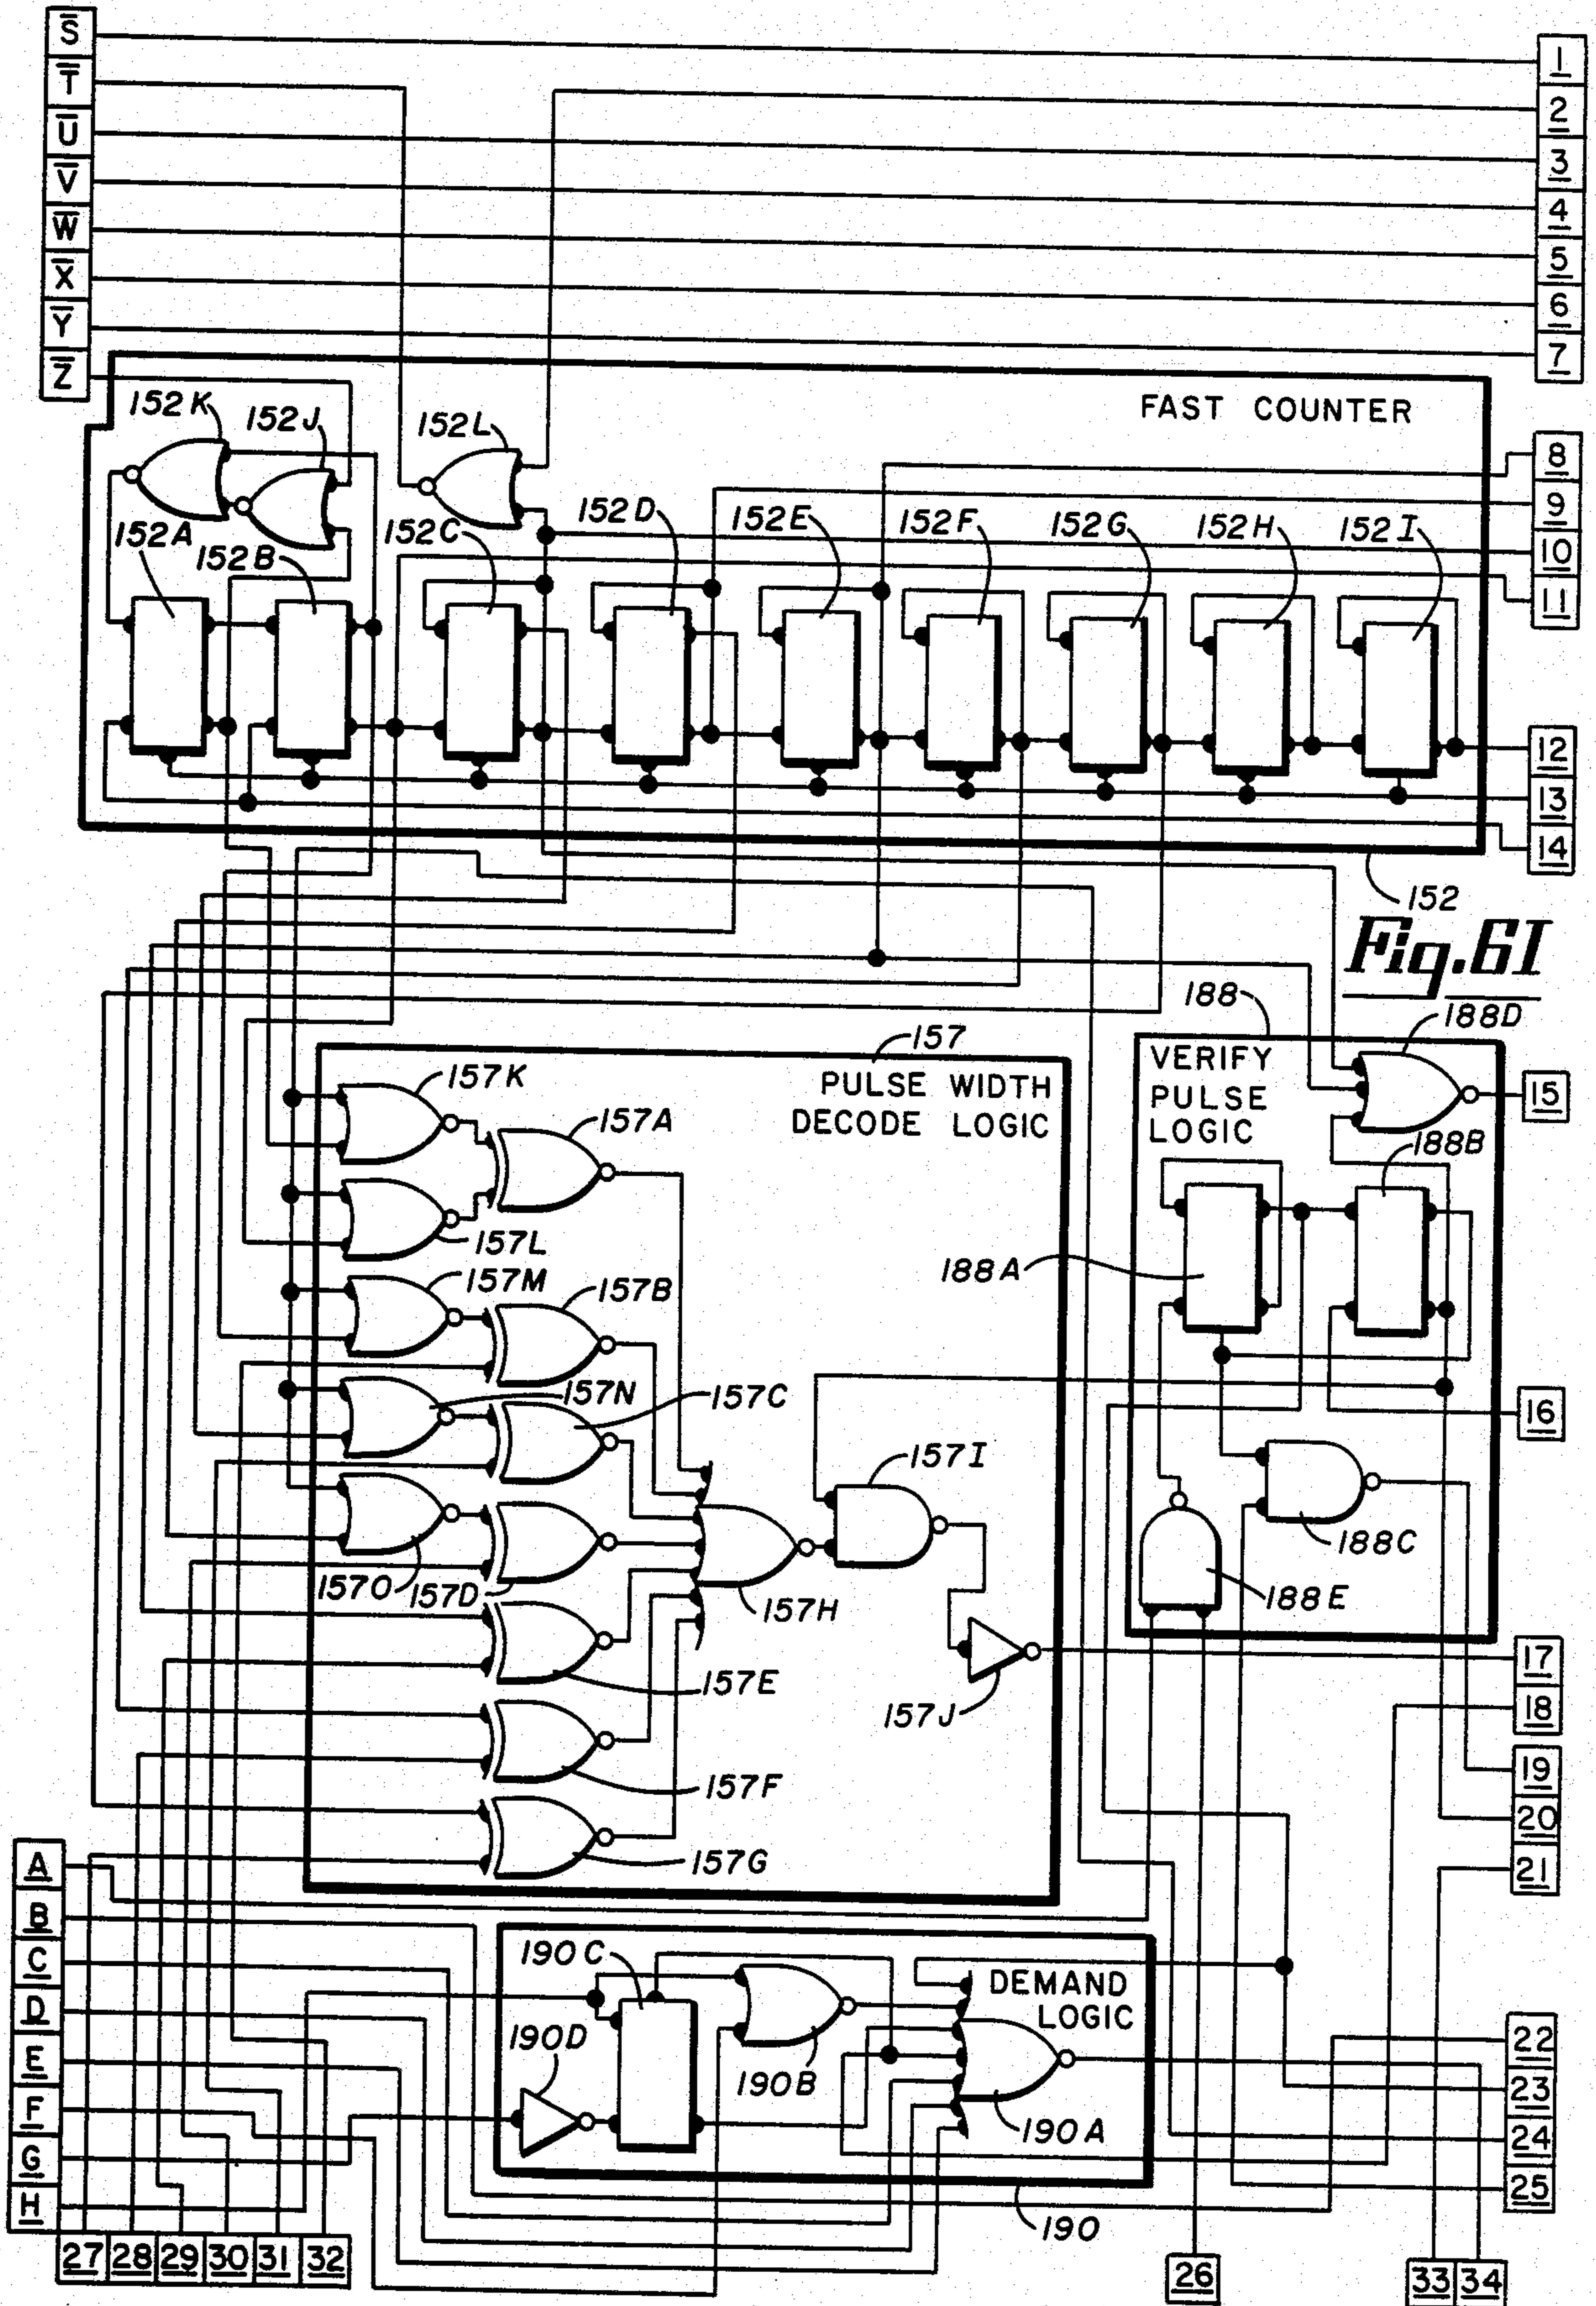 S̅
T̅
U̅
V̅
W̅
X̅
Y̅
Z̅
1
2
3
4
5
6
7
FAST COUNTER
152K
152J
152L
152A
152B
152C
152D
152E
152F
152G
152H
152I
8
9
10
11
12
13
14
152
Fig.6I
188
188D
157
PULSE WIDTH
DECODE LOGIC
VERIFY
PULSE
LOGIC
15
157K
157A
188B
157L
188A
157M
157B
157N
157C
16
157I
188C
157O
157D
157H
188E
157E
157J
17
18
157F
19
20
157G
21
A
B
C
D
E
F
G
H
190C
DEMAND
LOGIC
190D
190B
190A
22
23
24
25
190
27
28
29
30
31
32
26
33
34